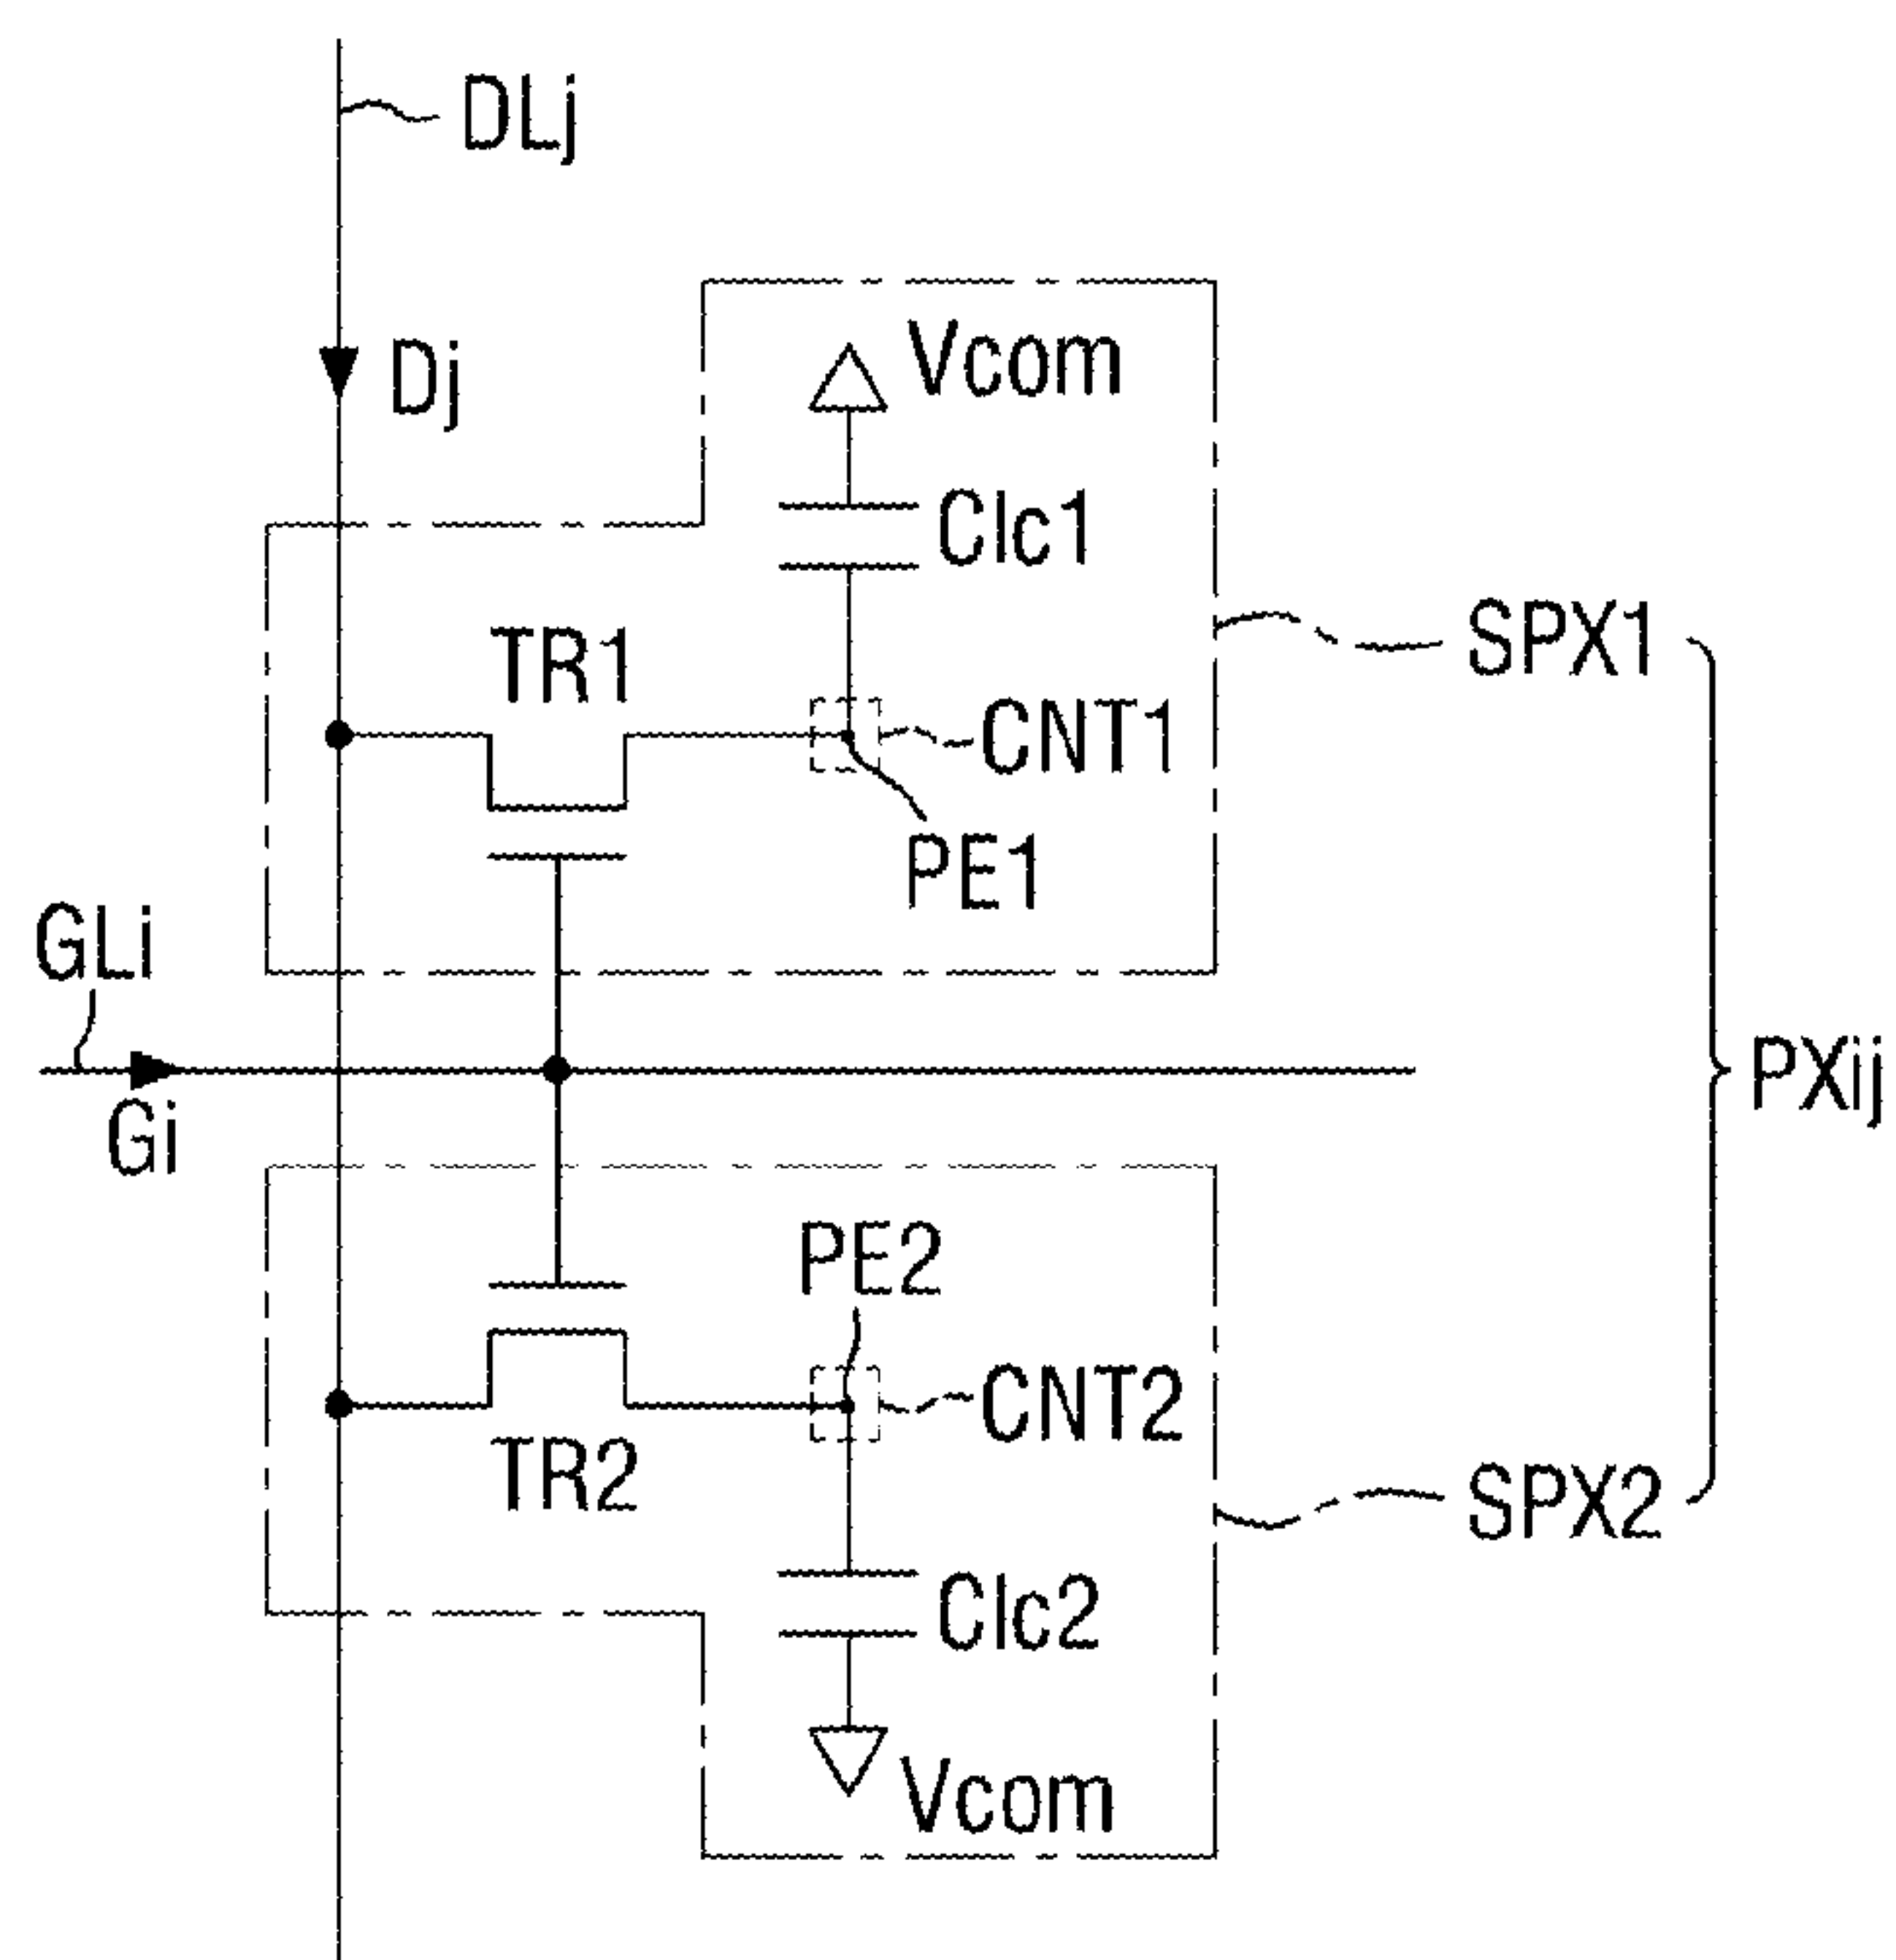 DLj
Dj
Vcom
Clc1
TR1
SPX1
CNT1
PE1
GLi
PXij
Gi
PE2
CNT2
TR2
SPX2
Clc2
Vcom